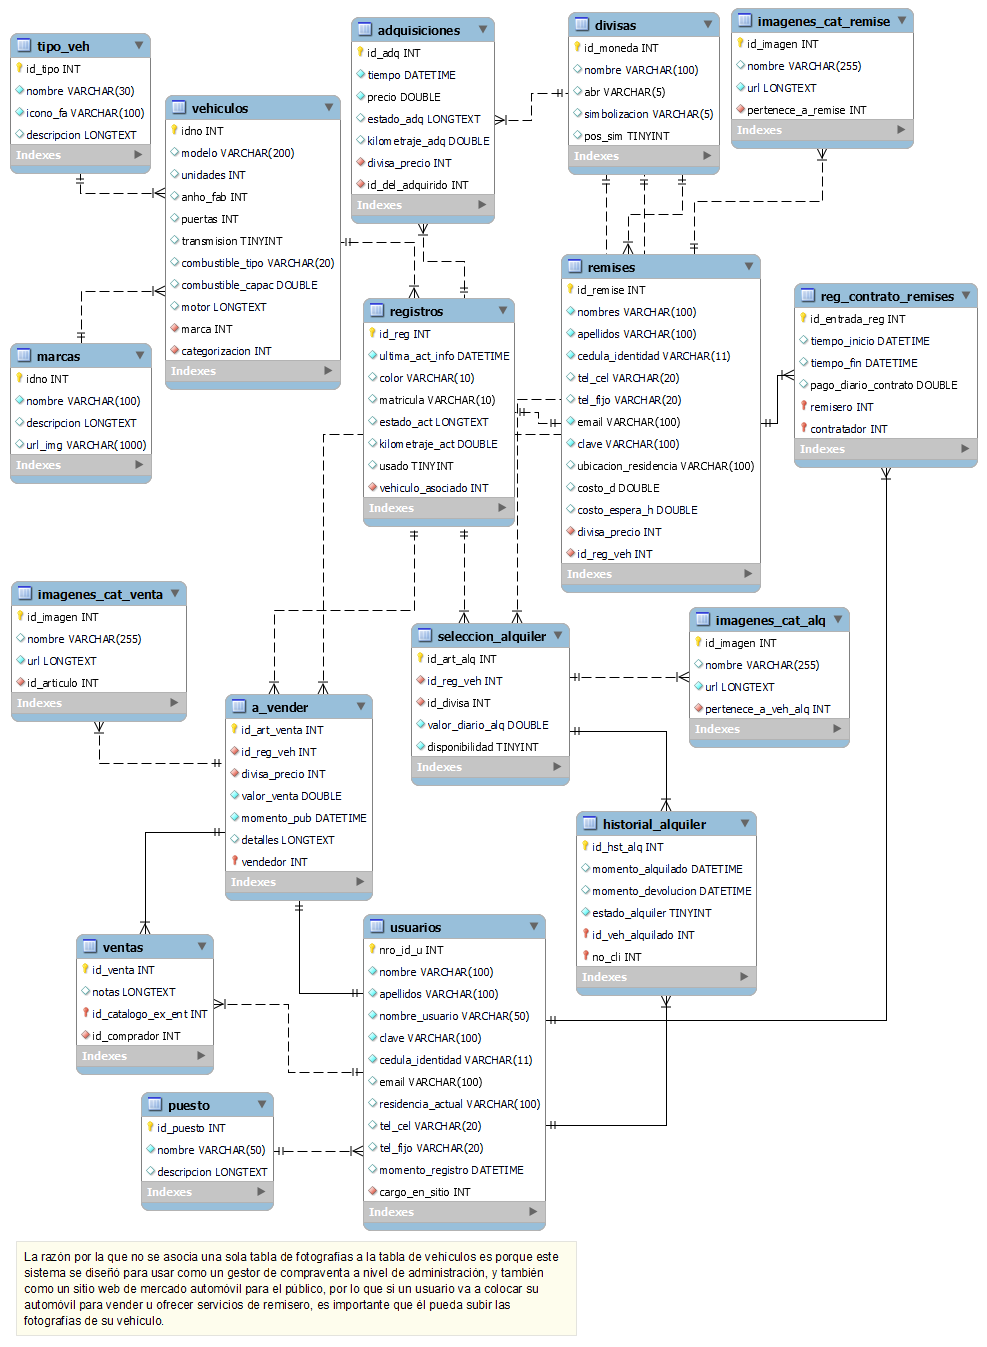 tipo_veh
id_tipo INT
nombre VARCHAR(30)
icono_fa VARCHAR(100)
descripcion LONGTEXT
Indexes
vehiculos
idno INT
modelo VARCHAR(200)
unidades INT
anho_fab INT
puertas INT
transmision TINYINT
combustible_tipo VARCHAR(20)
combustible_capac DOUBLE
motor LONGTEXT
marca INT
categorizacion INT
Indexes
marcas
idno INT
nombre VARCHAR(100)
descripcion LONGTEXT
url_img VARCHAR(1000)
Indexes
adquisiciones
id_adq INT
tiempo DATETIME
precio DOUBLE
estado_adq LONGTEXT
kilometraje_adq DOUBLE
divisa_precio INT
id_del_adquirido INT
Indexes
divisas
id_moneda INT
nombre VARCHAR(100)
abr VARCHAR(5)
simbolizacion VARCHAR(5)
pos_sim TINYINT
Indexes
imagenes_cat_remise
id_imagen INT
nombre VARCHAR(255)
url LONGTEXT
pertenece_a_remise INT
Indexes
registros
id_reg INT
ultima_act_info DATETIME
color VARCHAR(10)
matricula VARCHAR(10)
estado_act LONGTEXT
kilometraje_act DOUBLE
usado TINYINT
vehiculo_asociado INT
Indexes
remises
id_remise INT
nombres VARCHAR(100)
apellidos VARCHAR(100)
cedula_identidad VARCHAR(11)
tel_cel VARCHAR(20)
tel_fijo VARCHAR(20)
email VARCHAR(100)
clave VARCHAR(100)
ubicacion_residencia VARCHAR(100)
costo_d DOUBLE
costo_espera_h DOUBLE
divisa_precio INT
id_reg_veh INT
Indexes
reg_contrato_remises
id_entrada_reg INT
tiempo_inicio DATETIME
tiempo_fin DATETIME
pago_diario_contrato DOUBLE
remisero INT
contratador INT
Indexes
imagenes_cat_venta
id_imagen INT
nombre VARCHAR(255)
url LONGTEXT
id_articulo INT
Indexes
a_vender
id_art_venta INT
id_reg_veh INT
divisa_precio INT
valor_venta DOUBLE
momento_pub DATETIME
detalles LONGTEXT
vendedor INT
Indexes
seleccion_alquiler
id_art_alq INT
id_reg_veh INT
id_divisa INT
valor_diario_alq DOUBLE
disponibilidad TINYINT
Indexes
imagenes_cat_alq
id_imagen INT
nombre VARCHAR(255)
url LONGTEXT
pertenece_a_veh_alq INT
Indexes
historial_alquiler
id_hst_alq INT
momento_alquilado DATETIME
momento_devolucion DATETIME
estado_alquiler TINYINT
id_veh_alquilado INT
no_cli INT
Indexes
ventas
id_venta INT
notas LONGTEXT
id_catalogo_ex_ent INT
id_comprador INT
Indexes
usuarios
nro_id_u INT
nombre VARCHAR(100)
apellidos VARCHAR(100)
nombre_usuario VARCHAR(50)
clave VARCHAR(100)
cedula_identidad VARCHAR(11)
email VARCHAR(100)
residencia_actual VARCHAR(100)
tel_cel VARCHAR(20)
tel_fijo VARCHAR(20)
momento_registro DATETIME
cargo_en_sitio INT
Indexes
puesto
id_puesto INT
nombre VARCHAR(50)
descripcion LONGTEXT
Indexes
La razón por la que no se asocia una sola tabla de fotografías a la tabla de vehículos es porque este
sistema se diseñó para usar como un gestor de compraventa a nivel de administración, y también
como un sitio web de mercado automóvil para el público, por lo que si un usuario va a colocar su
automóvil para vender u ofrecer servicios de remisero, es importante que él pueda subir las
fotografías de su vehículo.